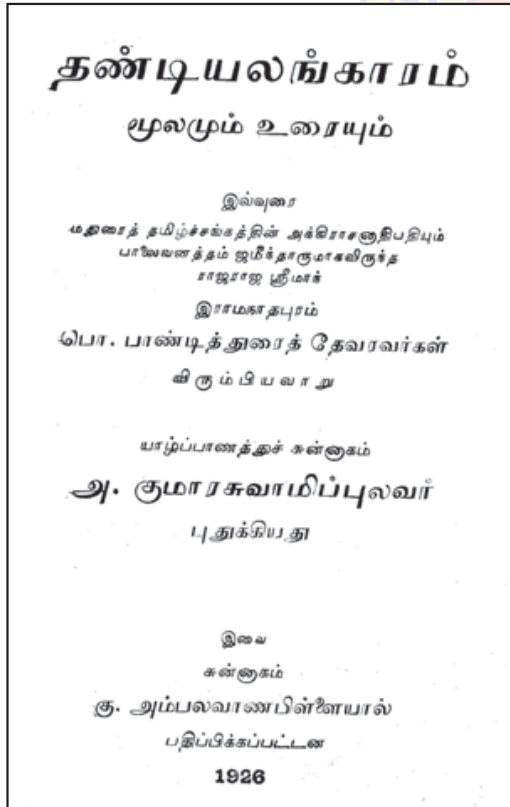 தண்டியலங்காரம்
மூலமும் உரையும்
இவ்வுரை
மதுரைத் தமிழ்ச்சங்கத்தின் அக்கிராசனாதிபதியும்
பாலவனத்தம் ஜமீந்தாருமாகவிருந்த
ராஜராஜ ஸ்ரீமாந்
இராமநாதபுரம்
பொ. பாண்டித்துரைத் தேவரவர்கள்
விரும்பியவாறு
யாழ்ப்பாணத்துச் சுன்னாகம்
அ. குமாரசுவாமிப்புலவர்
புதுக்கியது
இவை
சுன்னாகம்
கு. அம்பலவாணபிள்ளையால்
பதிப்பிக்கப்பட்டன
1926